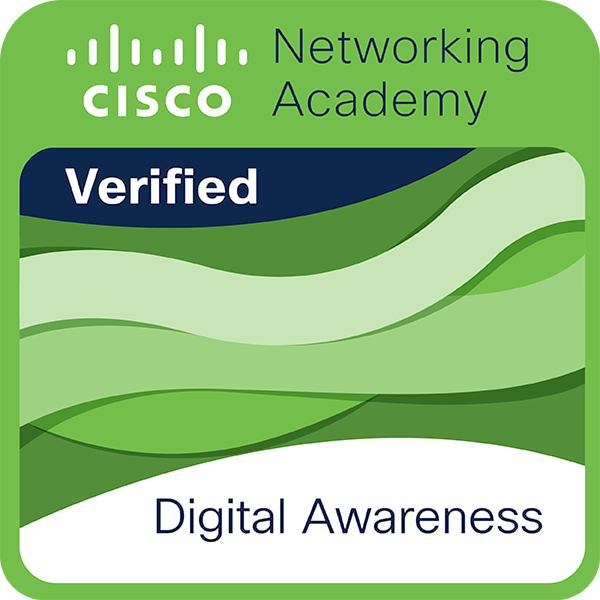 CISCO
Networking
Academy
Verified
Digital Awareness